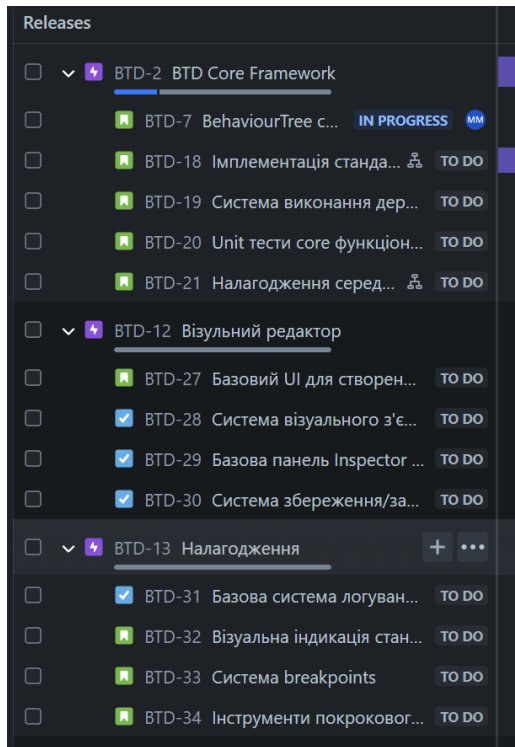 Releases
BTD-2 BTD Core Framework
BTD-7 BehaviourTree c... IN PROGRESS MM
BTD-18 Імплементація станда... TO DO
BTD-19 Система виконання дер... TO DO
BTD-20 Unit тести core функціон... TO DO
BTD-21 Налагодження серед... TO DO
BTD-12 Візульний редактор
BTD-27 Базовий UI для створен... TO DO
BTD-28 Система візуального з'є... TO DO
BTD-29 Базова панель Inspector ... TO DO
BTD-30 Система збереження/за... TO DO
BTD-13 Налагодження
BTD-31 Базова система логуван... TO DO
BTD-32 Візуальна індикація стан... TO DO
BTD-33 Система breakpoints TO DO
BTD-34 Інструменти покроковог... TO DO